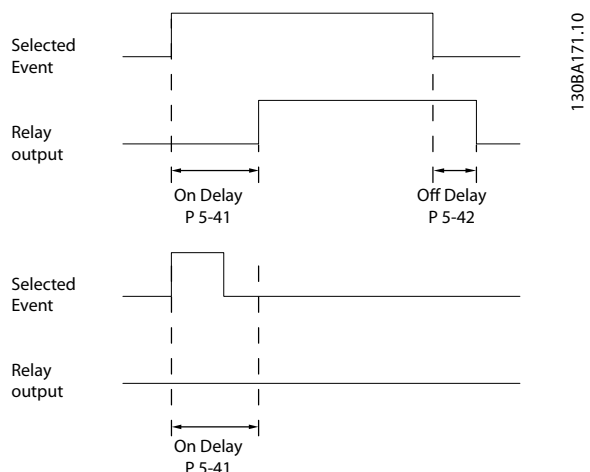 Selected
Event
130BA171.10
Relay
output
On Delay
P 5-41
Off Delay
P 5-42
Selected
Event
Relay
output
On Delay
P 5-41